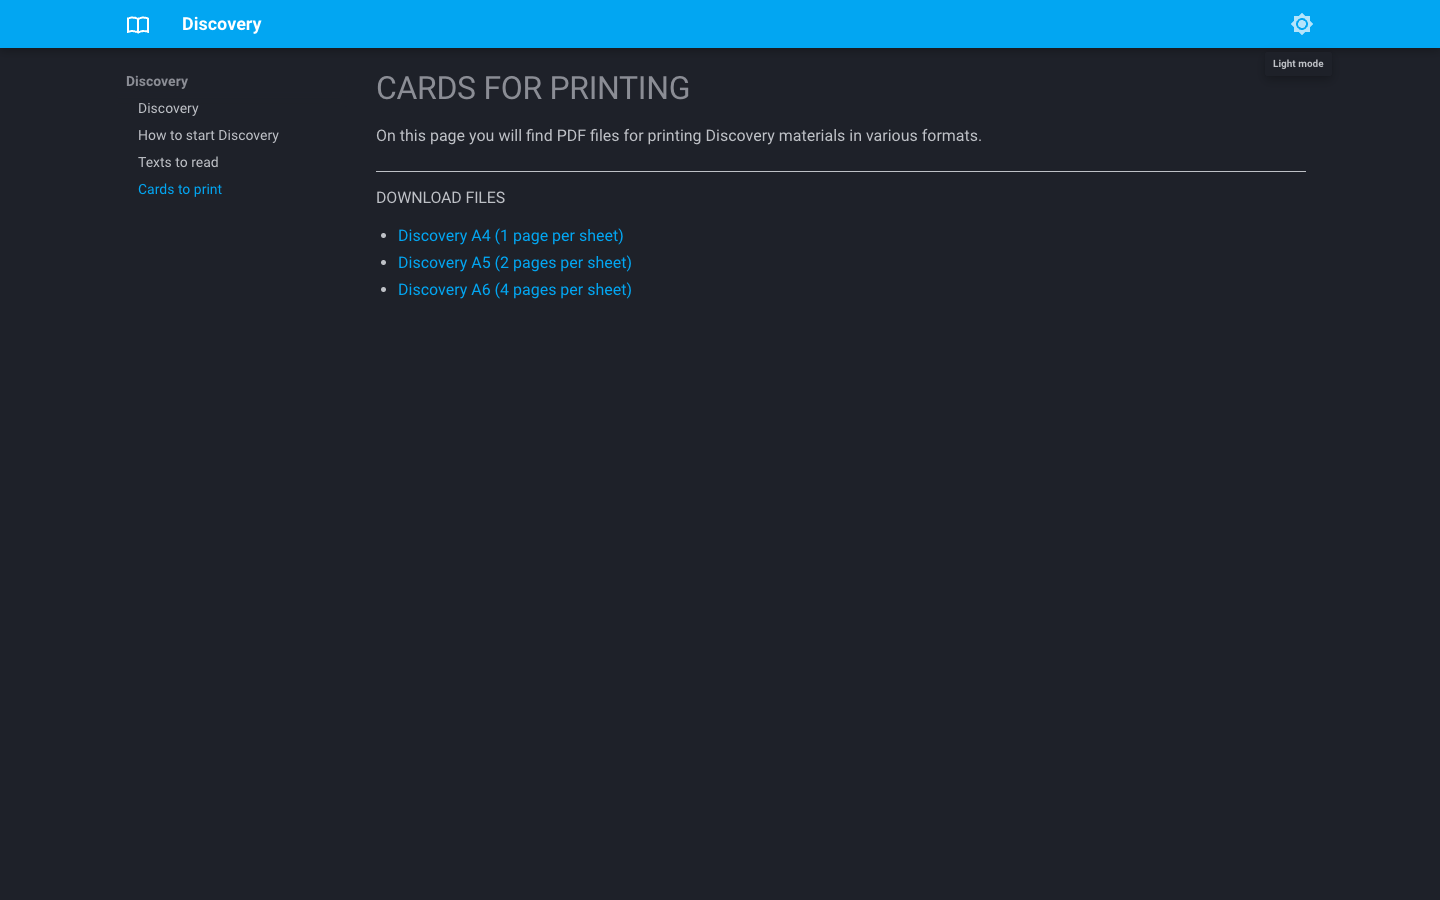 Discovery
Light mode
Discovery
Discovery
How to start Discovery
Texts to read
Cards to print
CARDS FOR PRINTING
On this page you will find PDF files for printing Discovery materials in various formats.
DOWNLOAD FILES
Discovery A4 (1 page per sheet)
Discovery A5 (2 pages per sheet)
Discovery A6 (4 pages per sheet)